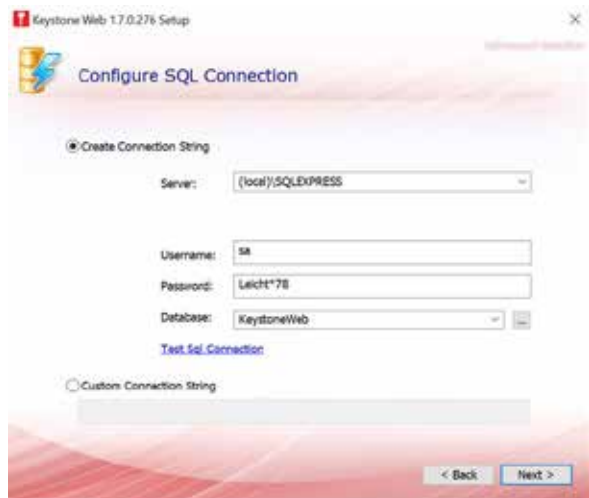 Keystone Web 1.7.0.276 Setup
Configure SQL Connection
Create Connection String
Server: (local)\SQLEXPRESS
Username: sa
Password: Leicht*78
Database: KeystoneWeb ...
Test Sql Connection
Custom Connection String
< Back Next >